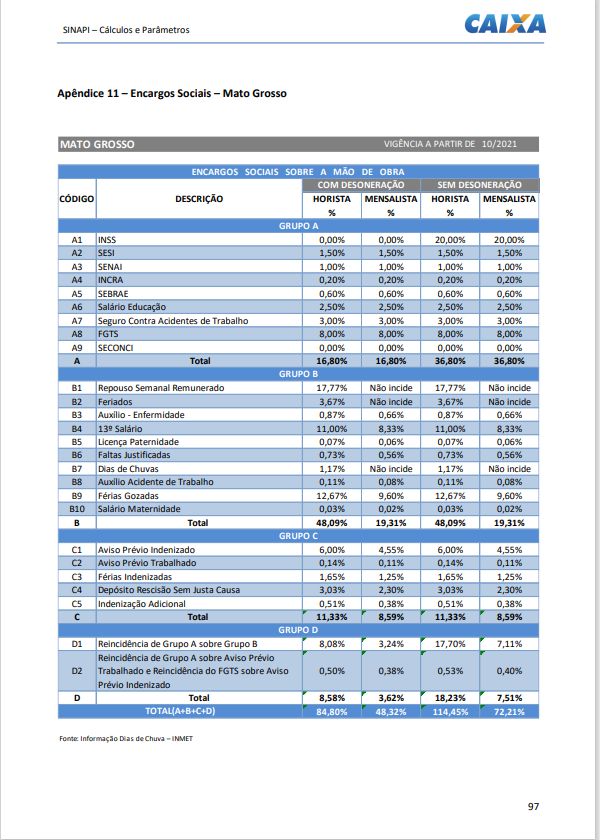 SINAPI – Cálculos e Parâmetros
CAIXA
Apêndice 11 – Encargos Sociais – Mato Grosso
MATO GROSSO VIGÊNCIA A PARTIR DE 10/2021
ENCARGOS SOCIAIS SOBRE A MÃO DE OBRA
COM DESONERAÇÃO SEM DESONERAÇÃO
CÓDIGO DESCRIÇÃO HORISTA MENSALISTA HORISTA MENSALISTA
% % % %
GRUPO A
A1 INSS 0,00% 0,00% 20,00% 20,00%
A2 SESI 1,50% 1,50% 1,50% 1,50%
A3 SENAI 1,00% 1,00% 1,00% 1,00%
A4 INCRA 0,20% 0,20% 0,20% 0,20%
A5 SEBRAE 0,60% 0,60% 0,60% 0,60%
A6 Salário Educação 2,50% 2,50% 2,50% 2,50%
A7 Seguro Contra Acidentes de Trabalho 3,00% 3,00% 3,00% 3,00%
A8 FGTS 8,00% 8,00% 8,00% 8,00%
A9 SECONCI 0,00% 0,00% 0,00% 0,00%
A Total 16,80% 16,80% 36,80% 36,80%
GRUPO B
B1 Repouso Semanal Remunerado 17,77% Não incide 17,77% Não incide
B2 Feriados 3,67% Não incide 3,67% Não incide
B3 Auxílio - Enfermidade 0,87% 0,66% 0,87% 0,66%
B4 13º Salário 11,00% 8,33% 11,00% 8,33%
B5 Licença Paternidade 0,07% 0,06% 0,07% 0,06%
B6 Faltas Justificadas 0,73% 0,56% 0,73% 0,56%
B7 Dias de Chuvas 1,17% Não incide 1,17% Não incide
B8 Auxílio Acidente de Trabalho 0,11% 0,08% 0,11% 0,08%
B9 Férias Gozadas 12,67% 9,60% 12,67% 9,60%
B10 Salário Maternidade 0,03% 0,02% 0,03% 0,02%
B Total 48,09% 19,31% 48,09% 19,31%
GRUPO C
C1 Aviso Prévio Indenizado 6,00% 4,55% 6,00% 4,55%
C2 Aviso Prévio Trabalhado 0,14% 0,11% 0,14% 0,11%
C3 Férias Indenizadas 1,65% 1,25% 1,65% 1,25%
C4 Depósito Rescisão Sem Justa Causa 3,03% 2,30% 3,03% 2,30%
C5 Indenização Adicional 0,51% 0,38% 0,51% 0,38%
C Total 11,33% 8,59% 11,33% 8,59%
GRUPO D
D1 Reincidência de Grupo A sobre Grupo B 8,08% 3,24% 17,70% 7,11%
Reincidência de Grupo A sobre Aviso Prévio
D2 Trabalhado e Reincidência do FGTS sobre Aviso 0,50% 0,38% 0,53% 0,40%
Prévio Indenizado
D Total 8,58% 3,62% 18,23% 7,51%
TOTAL(A+B+C+D) 84,80% 48,32% 114,45% 72,21%
Fonte: Informação Dias de Chuva – INMET
97